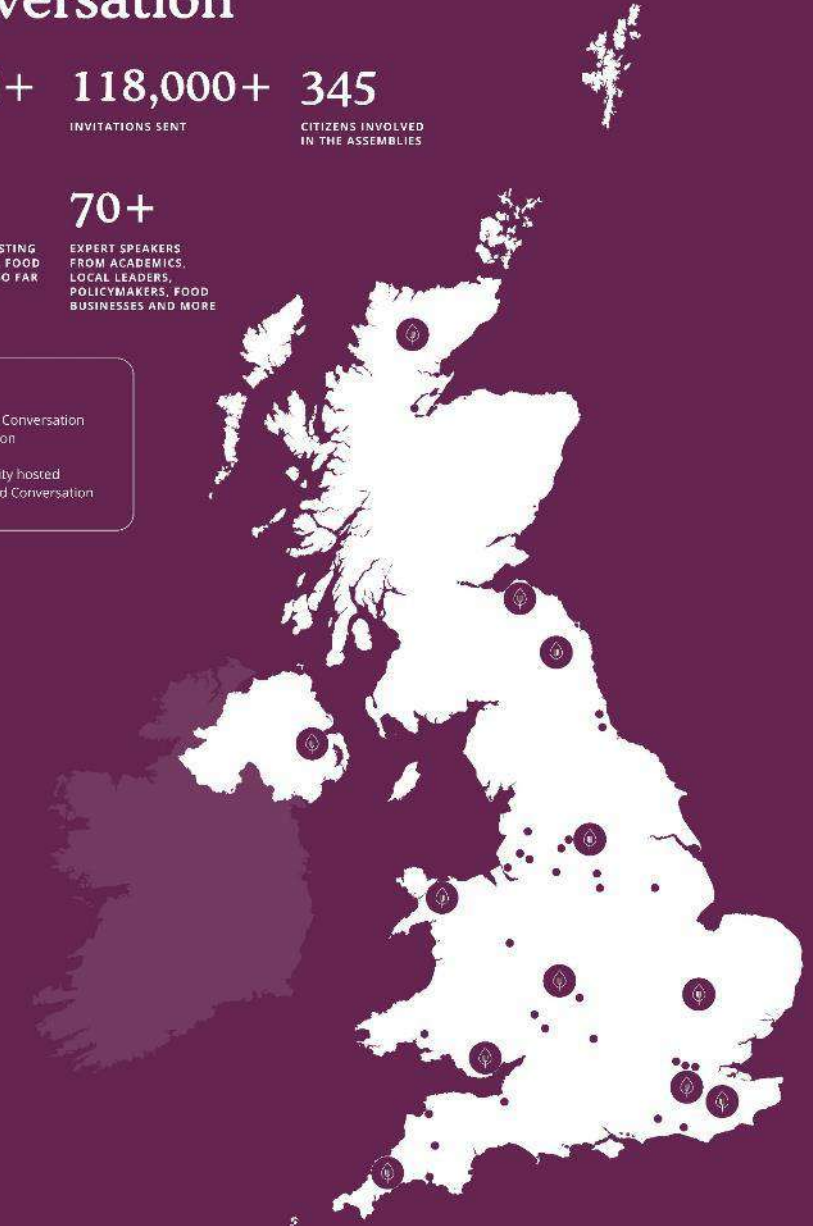 versation
+
118,000+
345
INVITATIONS SENT
CITIZENS INVOLVED
IN THE ASSEMBLIES
70+
STING
FOOD
O FAR
EXPERT SPEAKERS
FROM ACADEMICS,
LOCAL LEADERS,
POLICYMAKERS, FOOD
BUSINESSES AND MORE
Conversation
on
ity hosted
d Conversation